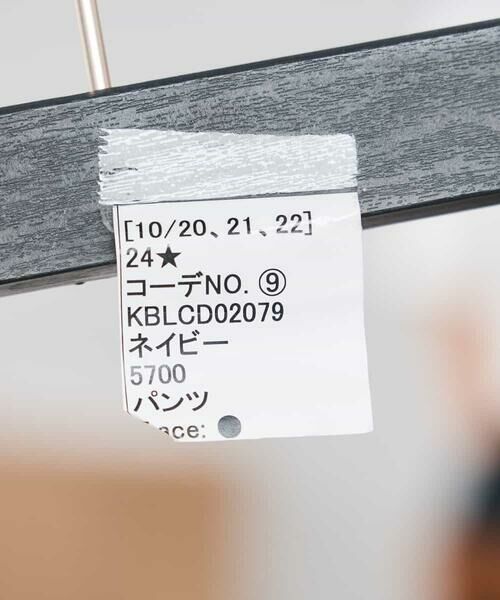 [10/20、21、22]
24★
コーデNO. ⑨
KBLCD02079
ネイビー
5700
パンツ
ace: